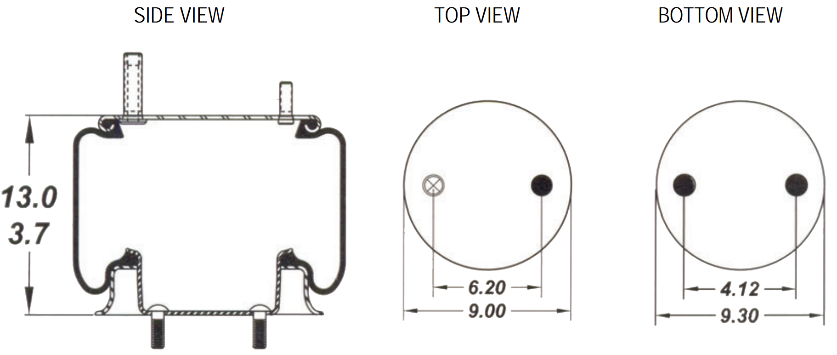 SIDE VIEW
TOP VIEW
BOTTOM VIEW
13.0
3.7
6.20
9.00
4.12
9.30